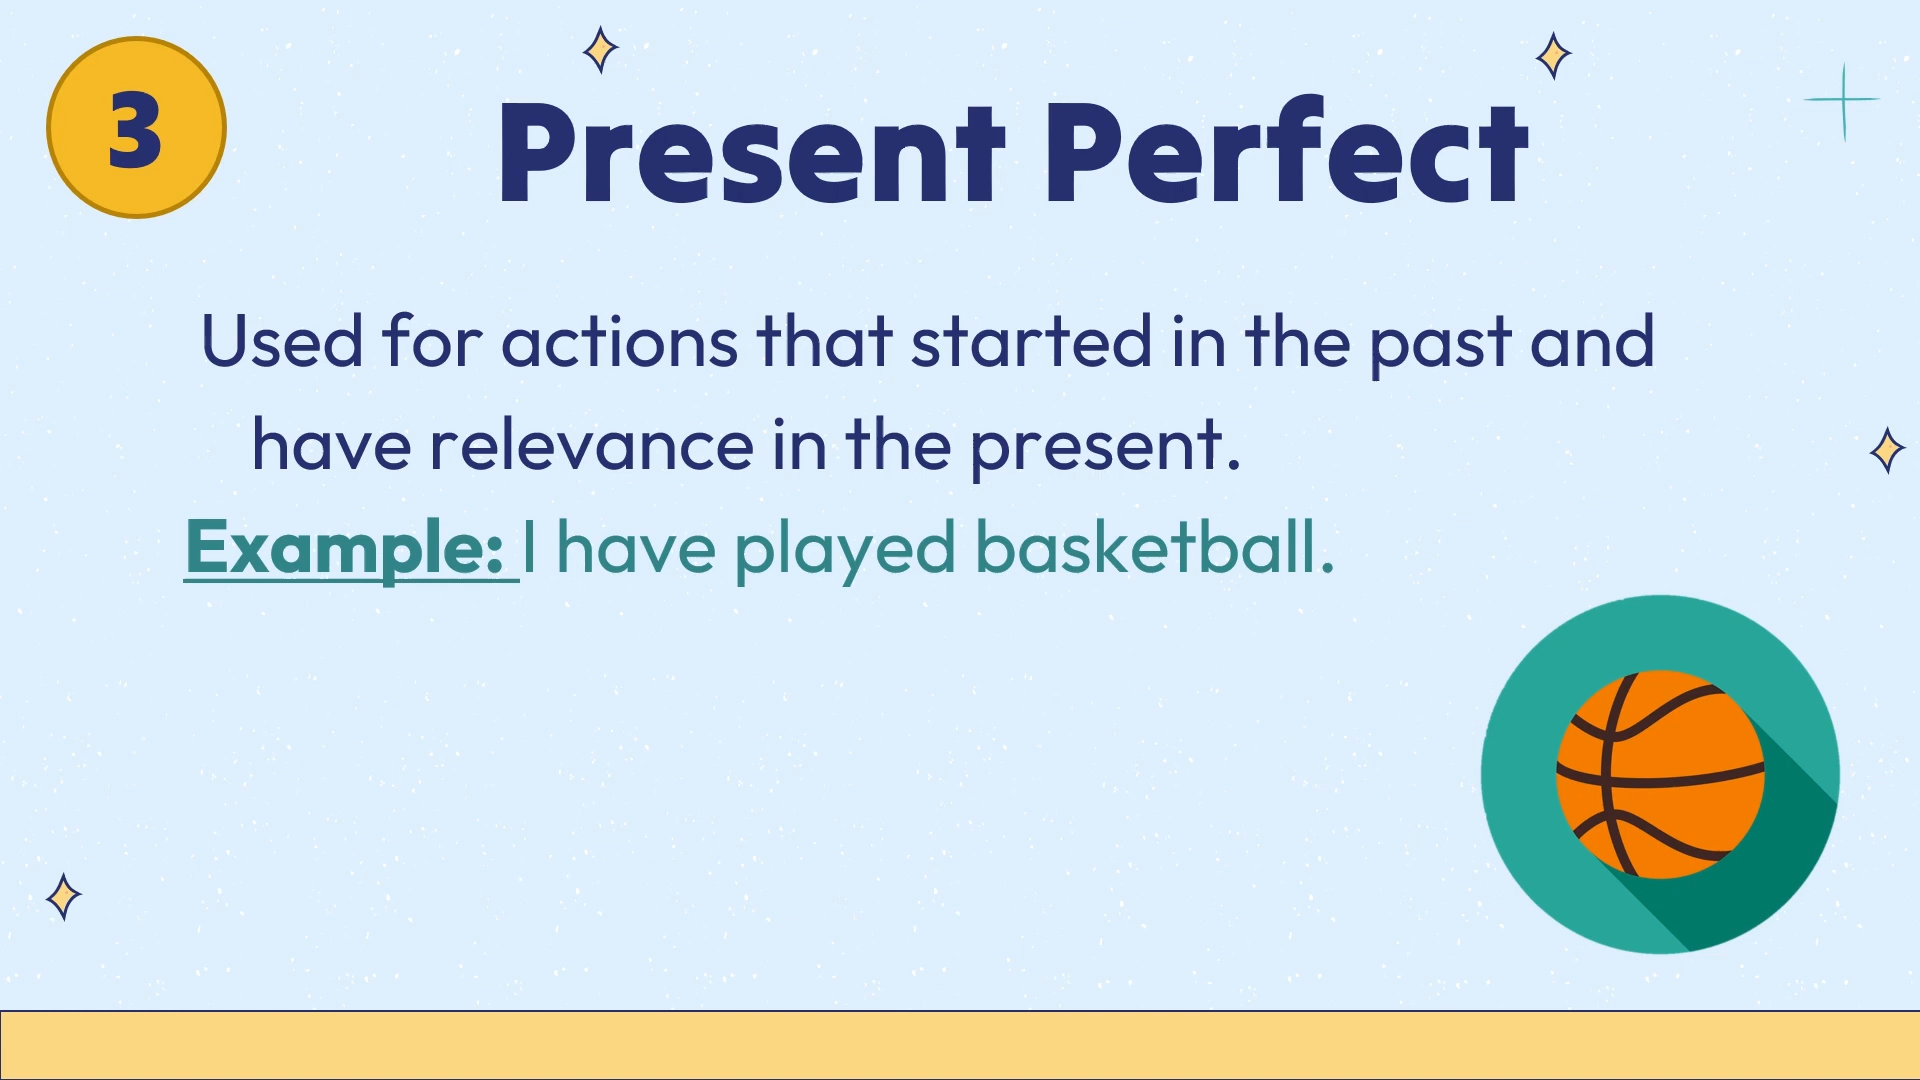 3
Present Perfect
Used for actions that started in the past and
have relevance in the present.
Example: I have played basketball.